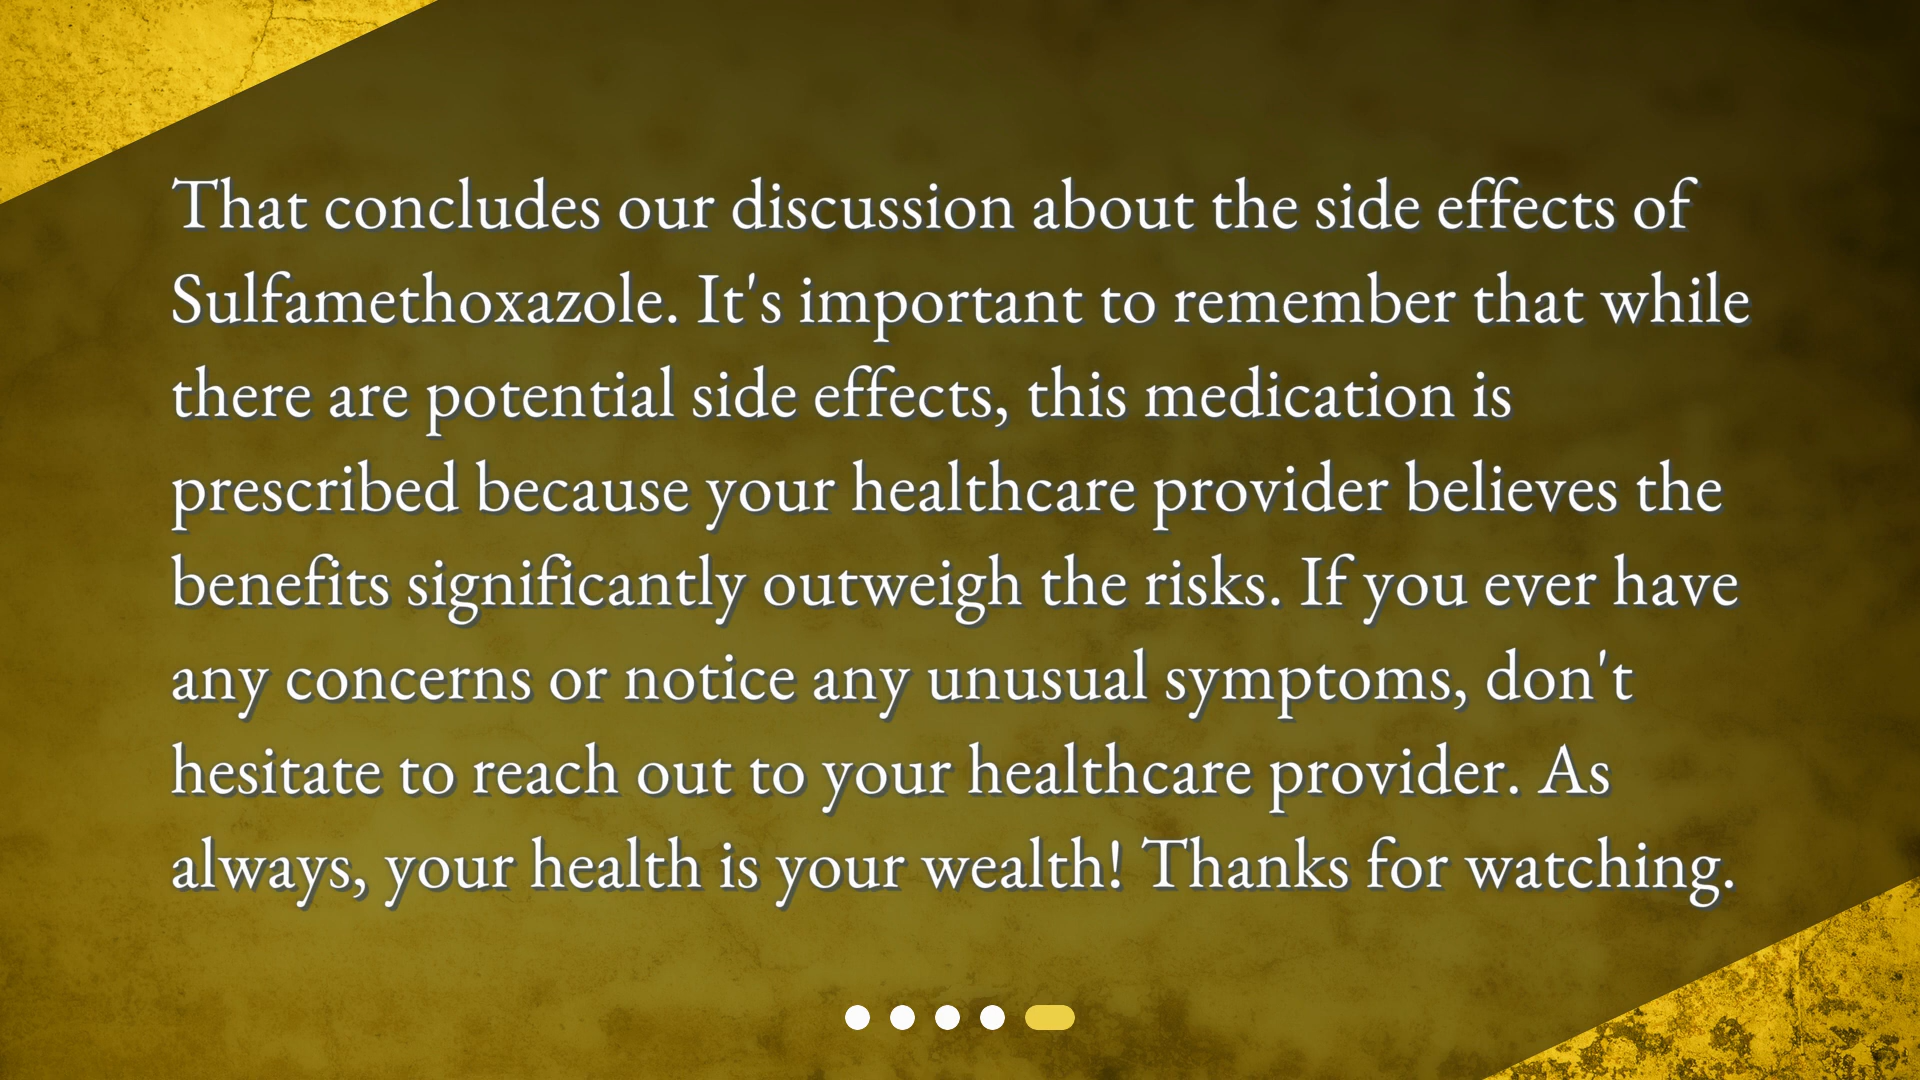 That concludes our discussion about the side effects of
Sulfamethoxazole. It's important to remember that while
there are potential side effects, this medication is
prescribed because your healthcare provider believes the
benefits significantly outweigh the risks. If you ever have
any concerns or notice any unusual symptoms, don't
hesitate to reach out to your healthcare provider. As
always, your health is your wealth! Thanks for watching.